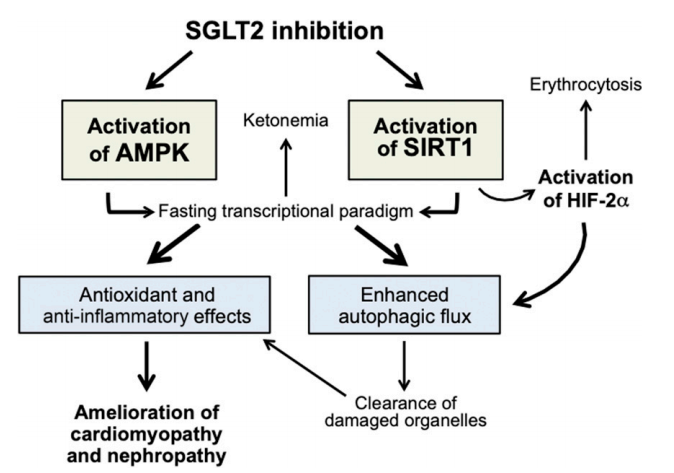 SGLT2 inhibition
Erythrocytosis
Activation
of AMPK
Ketonemia
Activation
of SIRT1
Activation
of HIF-2α
Fasting transcriptional paradigm
Antioxidant and
anti-inflammatory effects
Enhanced
autophagic flux
Clearance of
damaged organelles
Amelioration of
cardiomyopathy
and nephropathy